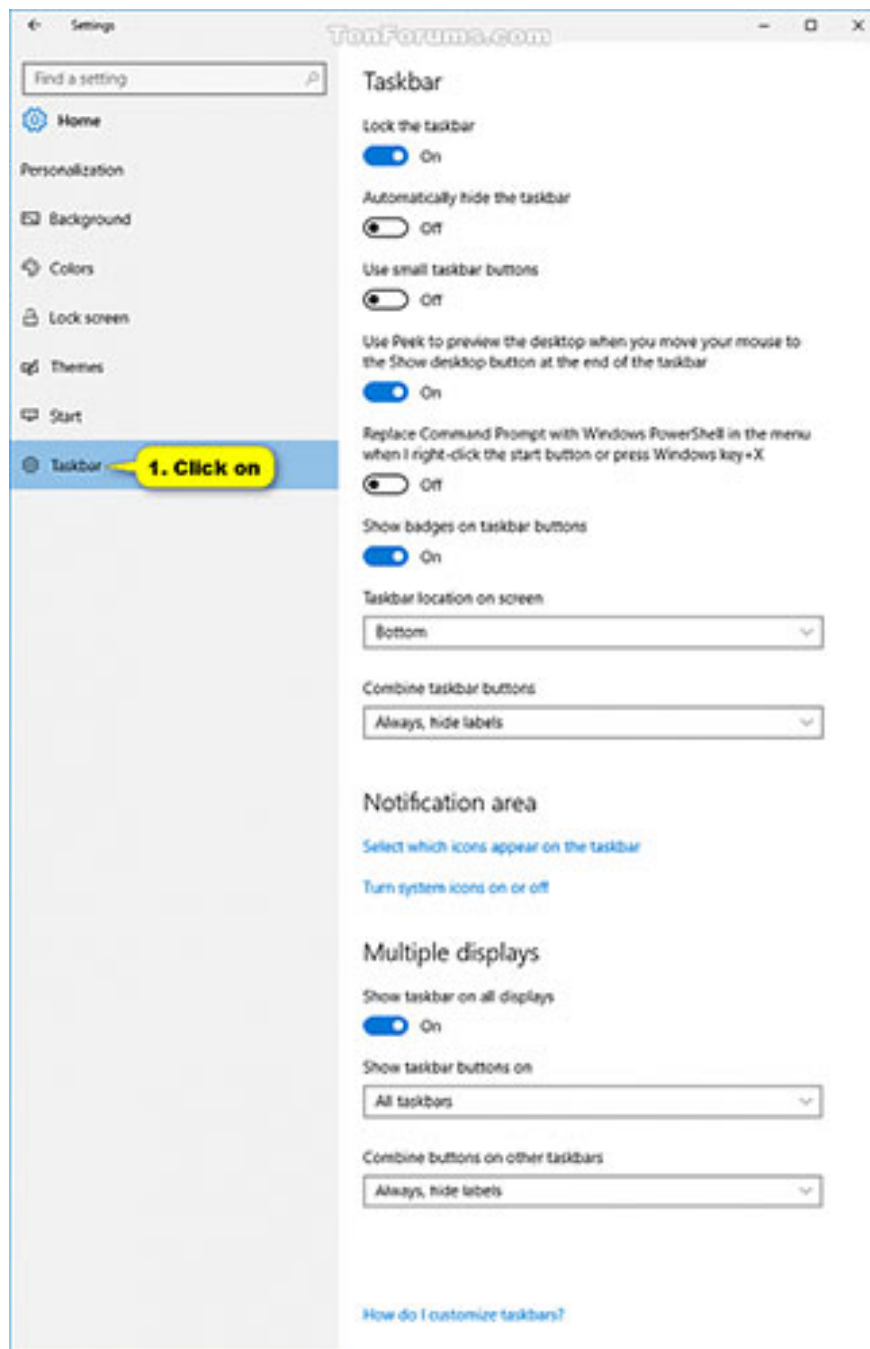 Settings
TenForums.com
Find a setting
Home
Personalization
Background
Colors
Lock screen
Themes
Start
Taskbar
1. Click on
Taskbar
Lock the taskbar
On
Automatically hide the taskbar
Off
Use small taskbar buttons
Off
Use Peek to preview the desktop when you move your mouse to
the Show desktop button at the end of the taskbar
On
Replace Command Prompt with Windows PowerShell in the menu
when I right-click the start button or press Windows key+X
Off
Show badges on taskbar buttons
On
Taskbar location on screen
Bottom
Combine taskbar buttons
Always, hide labels
Notification area
Select which icons appear on the taskbar
Turn system icons on or off
Multiple displays
Show taskbar on all displays
On
Show taskbar buttons on
All taskbars
Combine buttons on other taskbars
Always, hide labels
How do I customize taskbars?